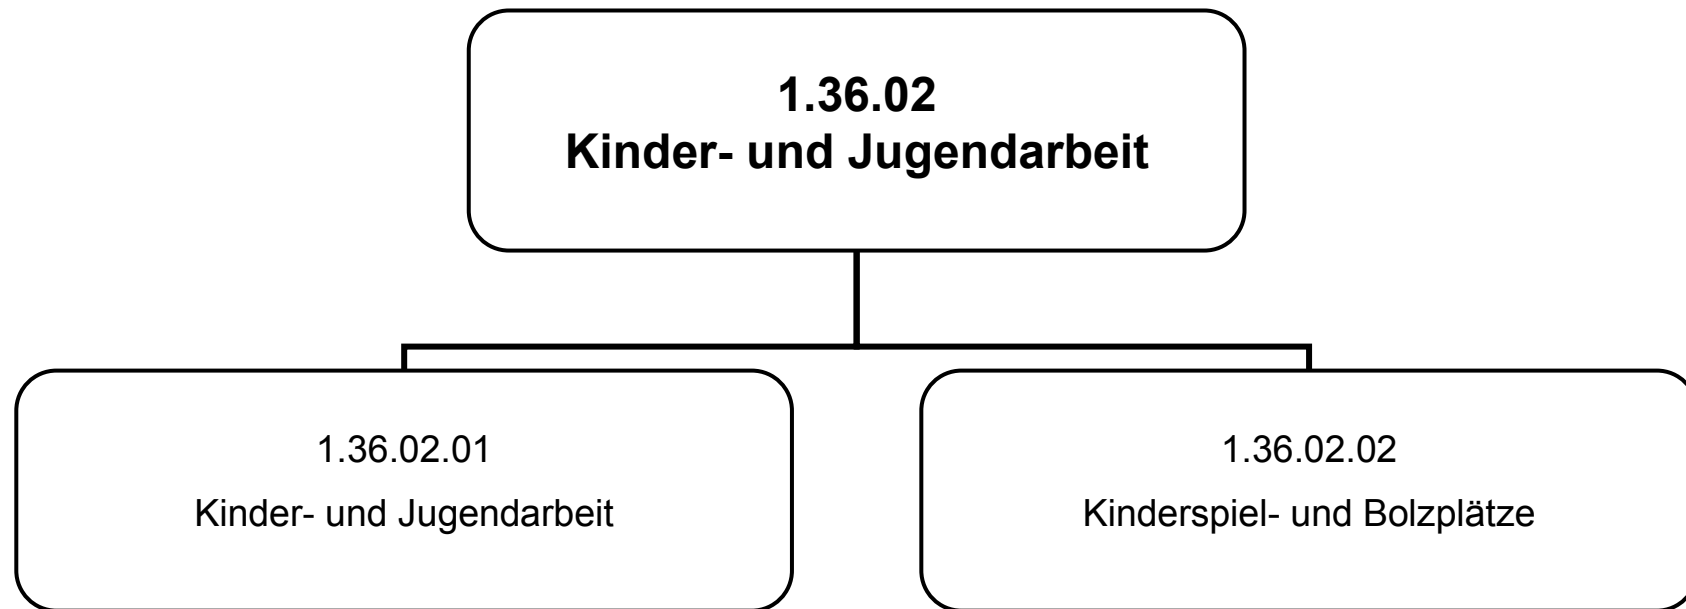 1.36.02
Kinder- und Jugendarbeit
1.36.02.01
Kinder- und Jugendarbeit
1.36.02.02
Kinderspiel- und Bolzplätze